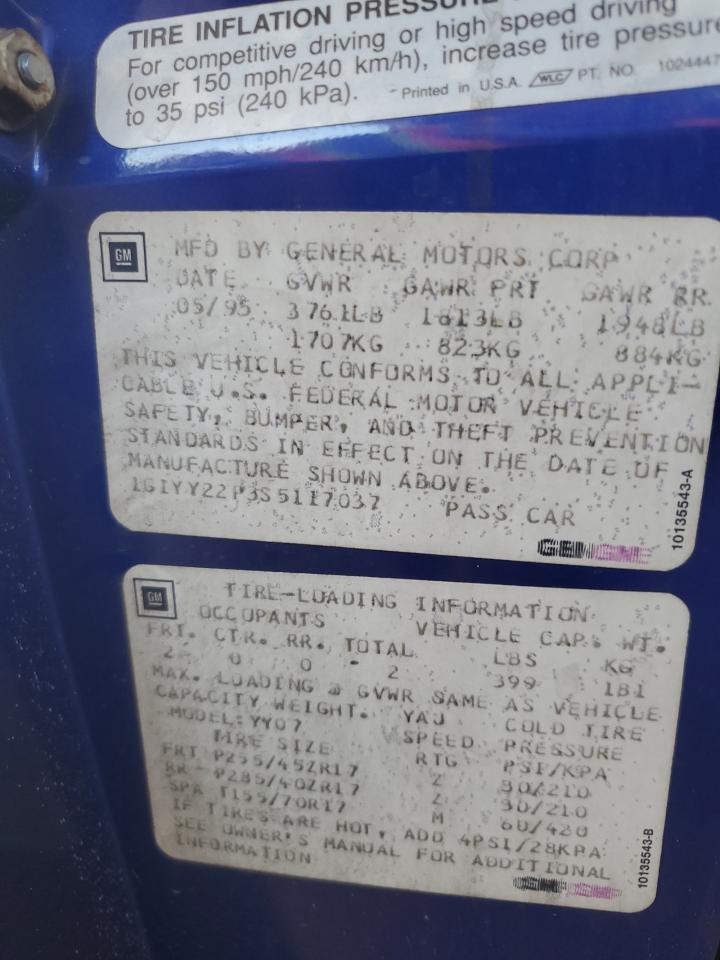 TIRE INFLATION PRESSURE
For competitive driving or high speed driving
(over 150 mph/240 km/h), increase tire pressure
to 35 psi (240 kPa). - Printed in U.S.A. WLC PT. NO. 1024447
GM
MFD BY GENERAL MOTORS CORP
DATE GVWR GAWR FRT GAWR RR
05/95 3761LB 1813LB 1948LB
1707KG 823KG 884KG
THIS VEHICLE CONFORMS TO ALL APPLI-
CABLE U.S. FEDERAL MOTOR VEHICLE
SAFETY, BUMPER, AND THEFT PREVENTION
STANDARDS IN EFFECT ON THE DATE OF
MANUFACTURE SHOWN ABOVE.
1G1YY22P3S5117037 PASS CAR
10135543-A
GM
TIRE-LOADING INFORMATION
OCCUPANTS VEHICLE CAP. WT.
FRT. CTR. RR. TOTAL LBS KG
2 0 0 2 399 181
MAX. LOADING @ GVWR SAME AS VEHICLE
CAPACITY WEIGHT. YAJ COLD TIRE
MODEL: YY07 SPEED PRESSURE
TIRE SIZE RTG PSI/KPA
FRT P255/45ZR17 Z 30/210
RR P285/40ZR17 Z 30/210
SPA T155/70R17 M 60/420
IF TIRES ARE HOT, ADD 4PSI/28KPA
SEE OWNER'S MANUAL FOR ADDITIONAL
INFORMATION
10135543-B